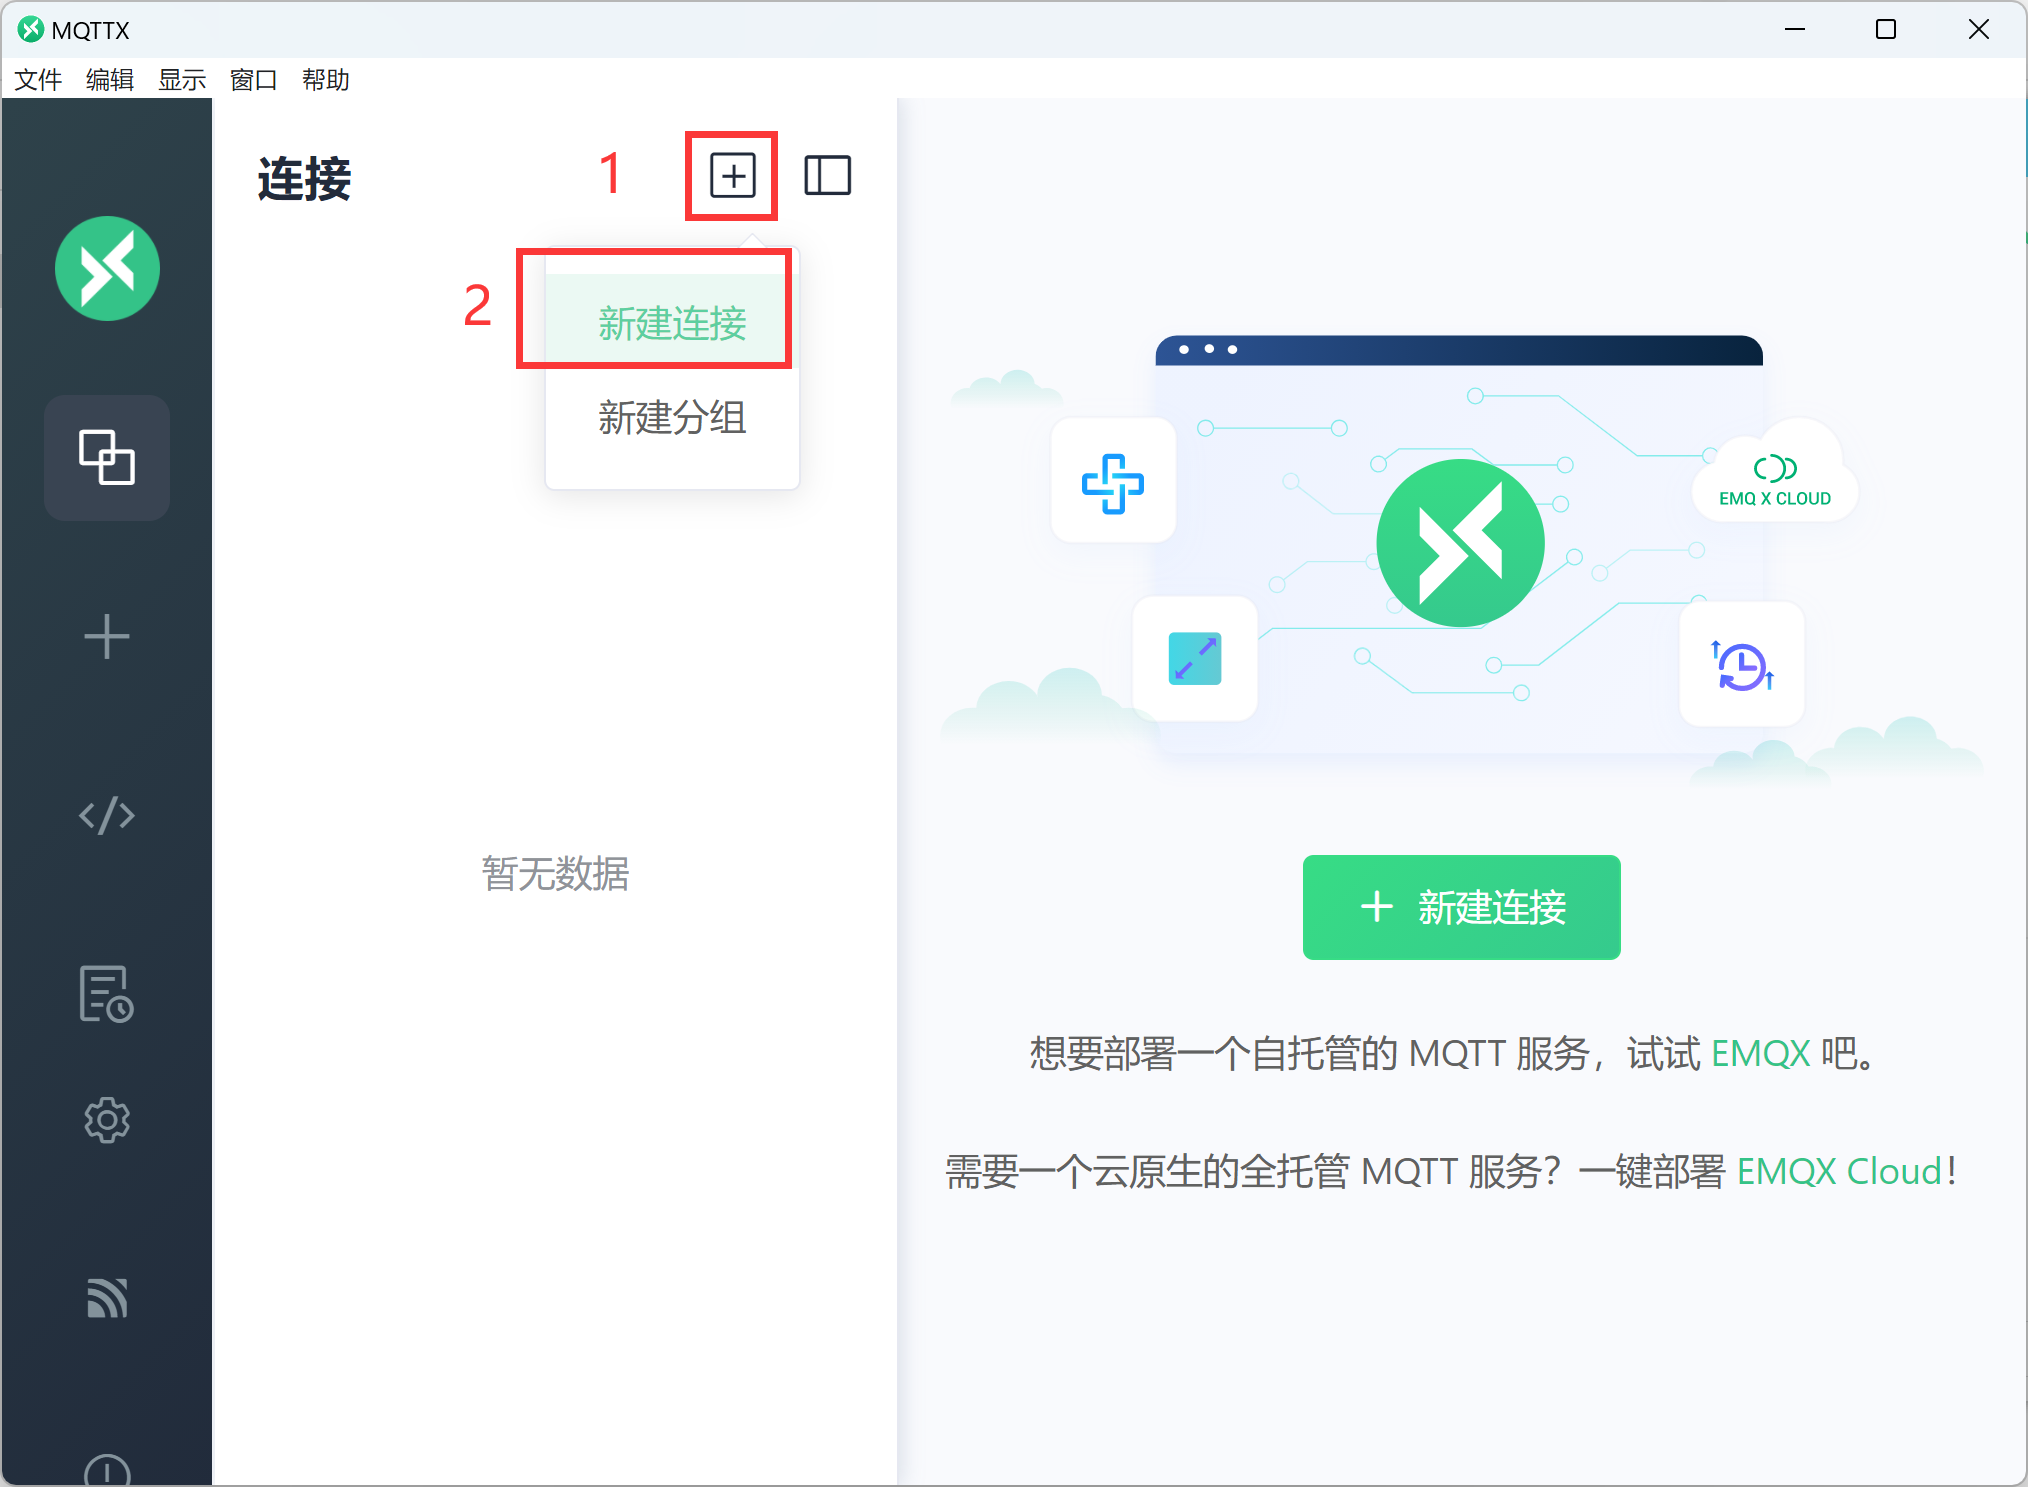 MQTTX
文件 编辑 显示 窗口 帮助
连接
1
2
新建连接
新建分组
暂无数据
EMQ X CLOUD
新建连接
想要部署一个自托管的 MQTT 服务，试试 EMQX 吧。
需要一个云原生的全托管 MQTT 服务？一键部署 EMQX Cloud！